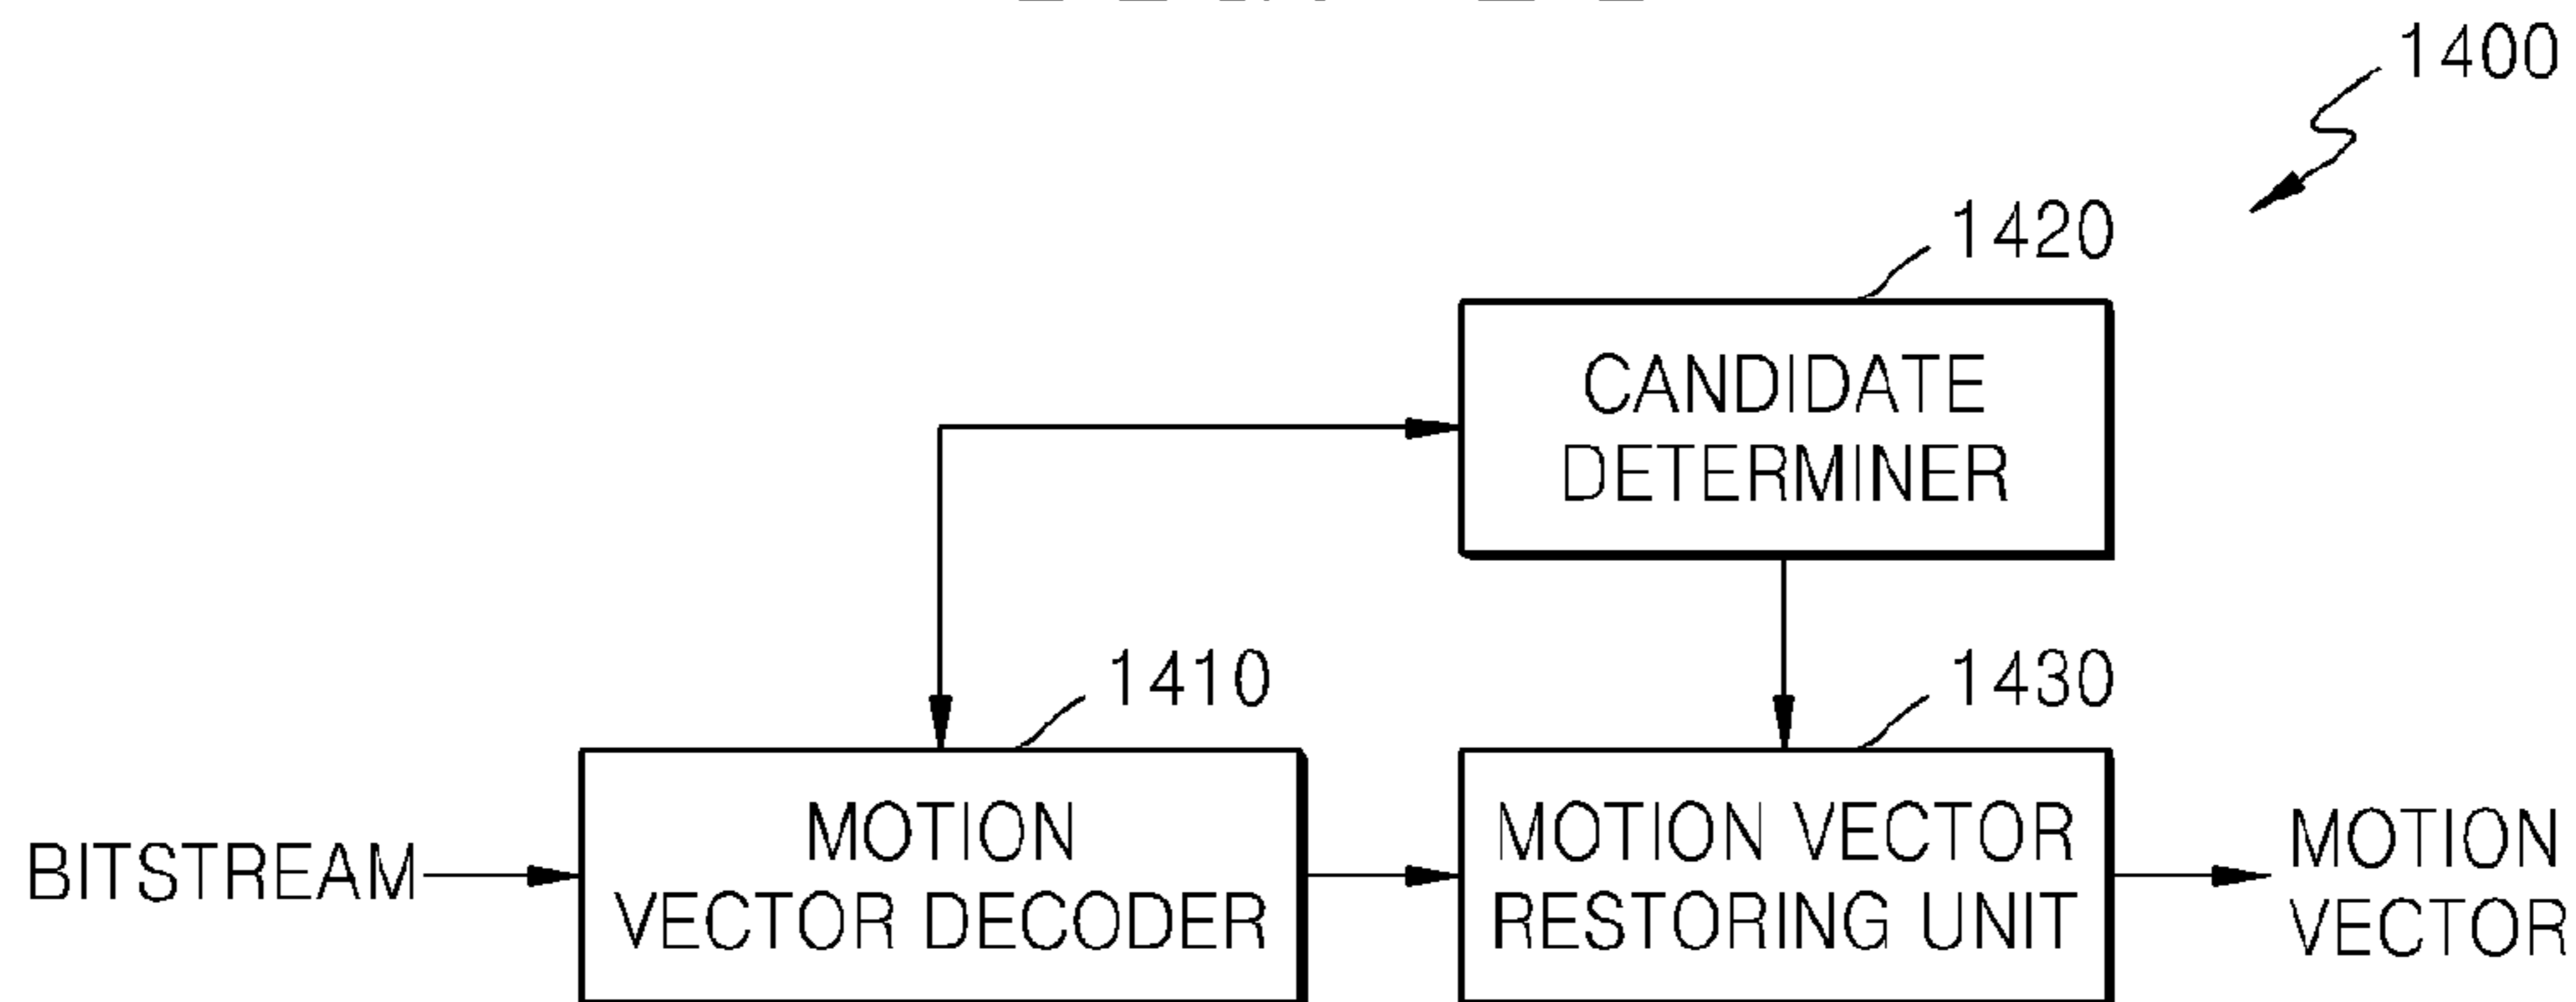 1400
1420
CANDIDATE
DETERMINER
1410
1430
BITSTREAM
MOTION
VECTOR DECODER
MOTION VECTOR
RESTORING UNIT
MOTION
VECTOR